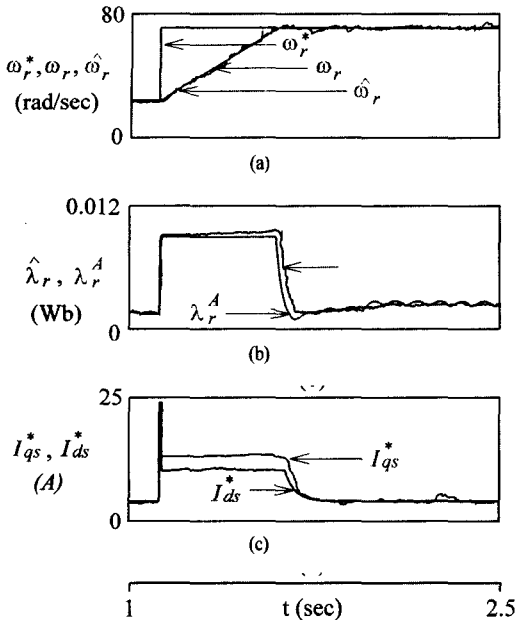 80
ω_r^*, ω_r, ω̂_r
(rad/sec)
0
ω_r^*
ω_r
ω̂_r
(a)
0.012
λ̂_r , λ_r^A
(Wb)
0
λ_r^A
(b)
25
I_qs^* , I_ds^*
(A)
0
I_qs^*
I_ds^*
(c)
1 t (sec) 2.5